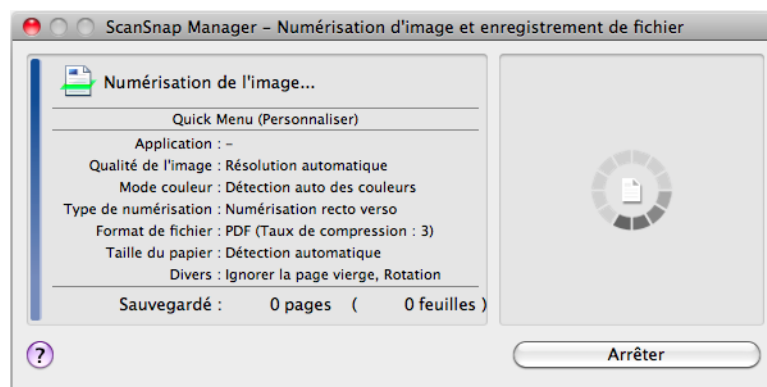 ScanSnap Manager – Numérisation d'image et enregistrement de fichier
Numérisation de l'image...
Quick Menu (Personnaliser)
Application : –
Qualité de l'image : Résolution automatique
Mode couleur : Détection auto des couleurs
Type de numérisation : Numérisation recto verso
Format de fichier : PDF (Taux de compression : 3)
Taille du papier : Détection automatique
Divers : Ignorer la page vierge, Rotation
Sauvegardé : 0 pages ( 0 feuilles )
? Arrêter